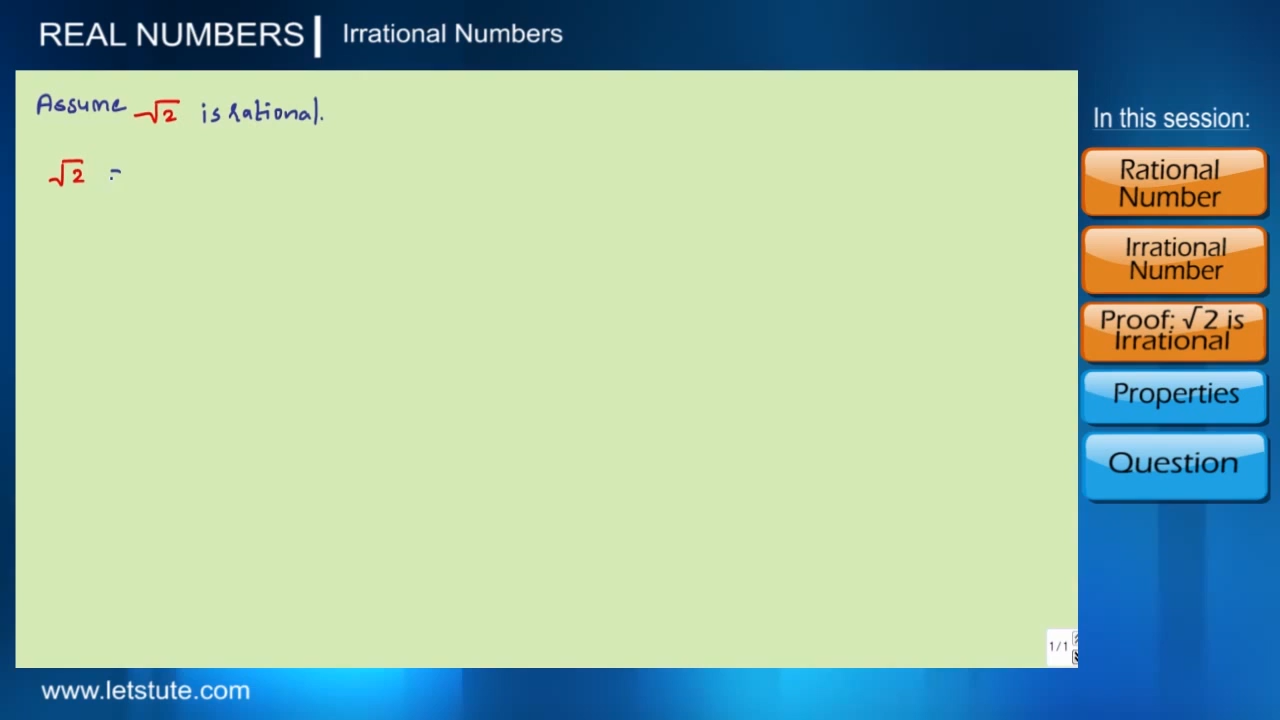 REAL NUMBERS | Irrational Numbers
Assume √2 is rational.
√2 =
In this session:
Rational
Number
Irrational
Number
Proof: √2 is
Irrational
Properties
Question
1/1
www.letstute.com